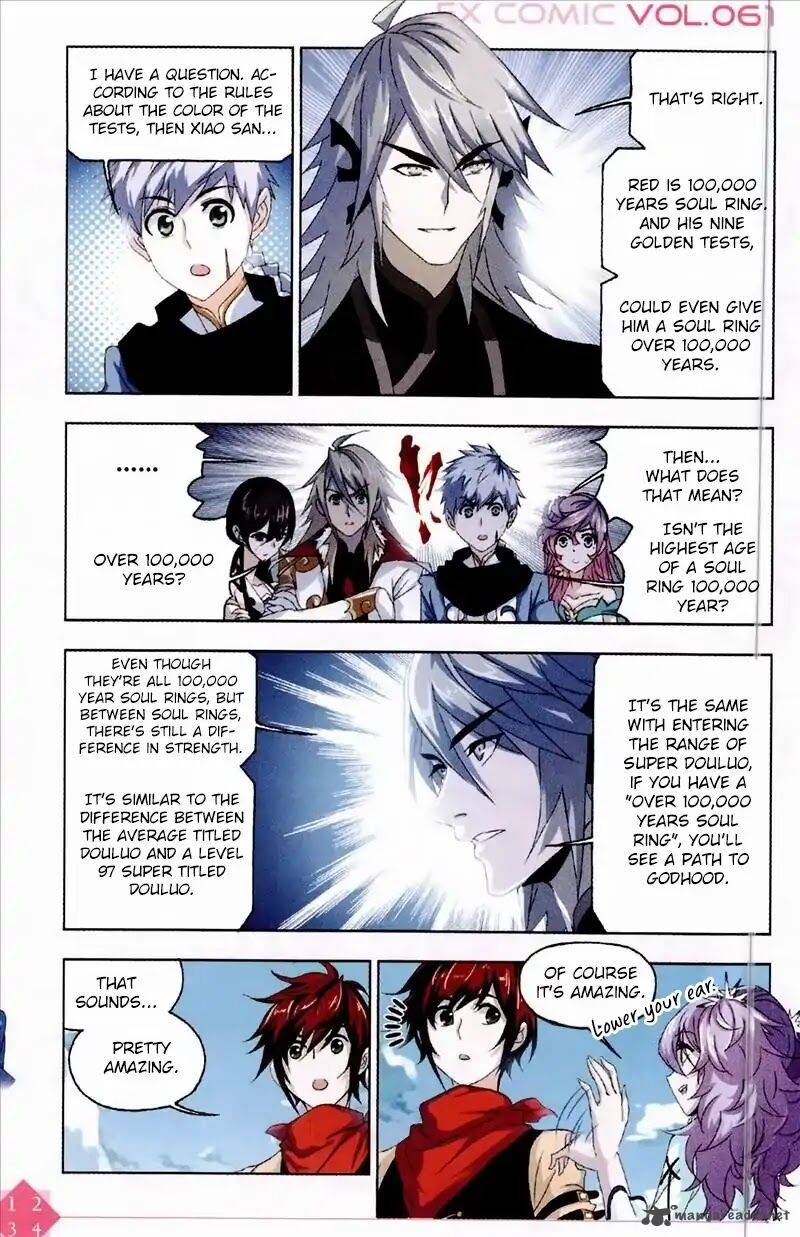 EX COMIC VOL.061
I HAVE A QUESTION. AC-
CORDING TO THE RULES
ABOUT THE COLOR OF THE
TESTS, THEN XIAO SAN...
THAT'S RIGHT.
RED IS 100,000
YEARS SOUL RING.
AND HIS NINE
GOLDEN TESTS,
COULD EVEN GIVE
HIM A SOUL RING
OVER 100,000
YEARS.
......
OVER 100,000
YEARS?
THEN...
WHAT DOES
THAT MEAN?
ISN'T THE
HIGHEST AGE
OF A SOUL
RING 100,000
YEAR?
EVEN THOUGH
THEY'RE ALL 100,000
YEAR SOUL RINGS, BUT
BETWEEN SOUL RINGS,
THERE'S STILL A DIF-
FERENCE IN STRENGTH.
IT'S SIMILAR TO THE
DIFFERENCE BETWEEN
THE AVERAGE TITLED
DOULUO AND A LEVEL
97 SUPER TITLED
DOULUO.
IT'S THE SAME
WITH ENTERING
THE RANGE OF
SUPER DOULUO,
IF YOU HAVE A
"OVER 100,000
YEARS SOUL
RING", YOU'LL
SEE A PATH TO
GODHOOD.
THAT
SOUNDS...
PRETTY
AMAZING.
OF COURSE
IT'S AMAZING.
Lower your ear.
1 2
3 4
mangareader.net